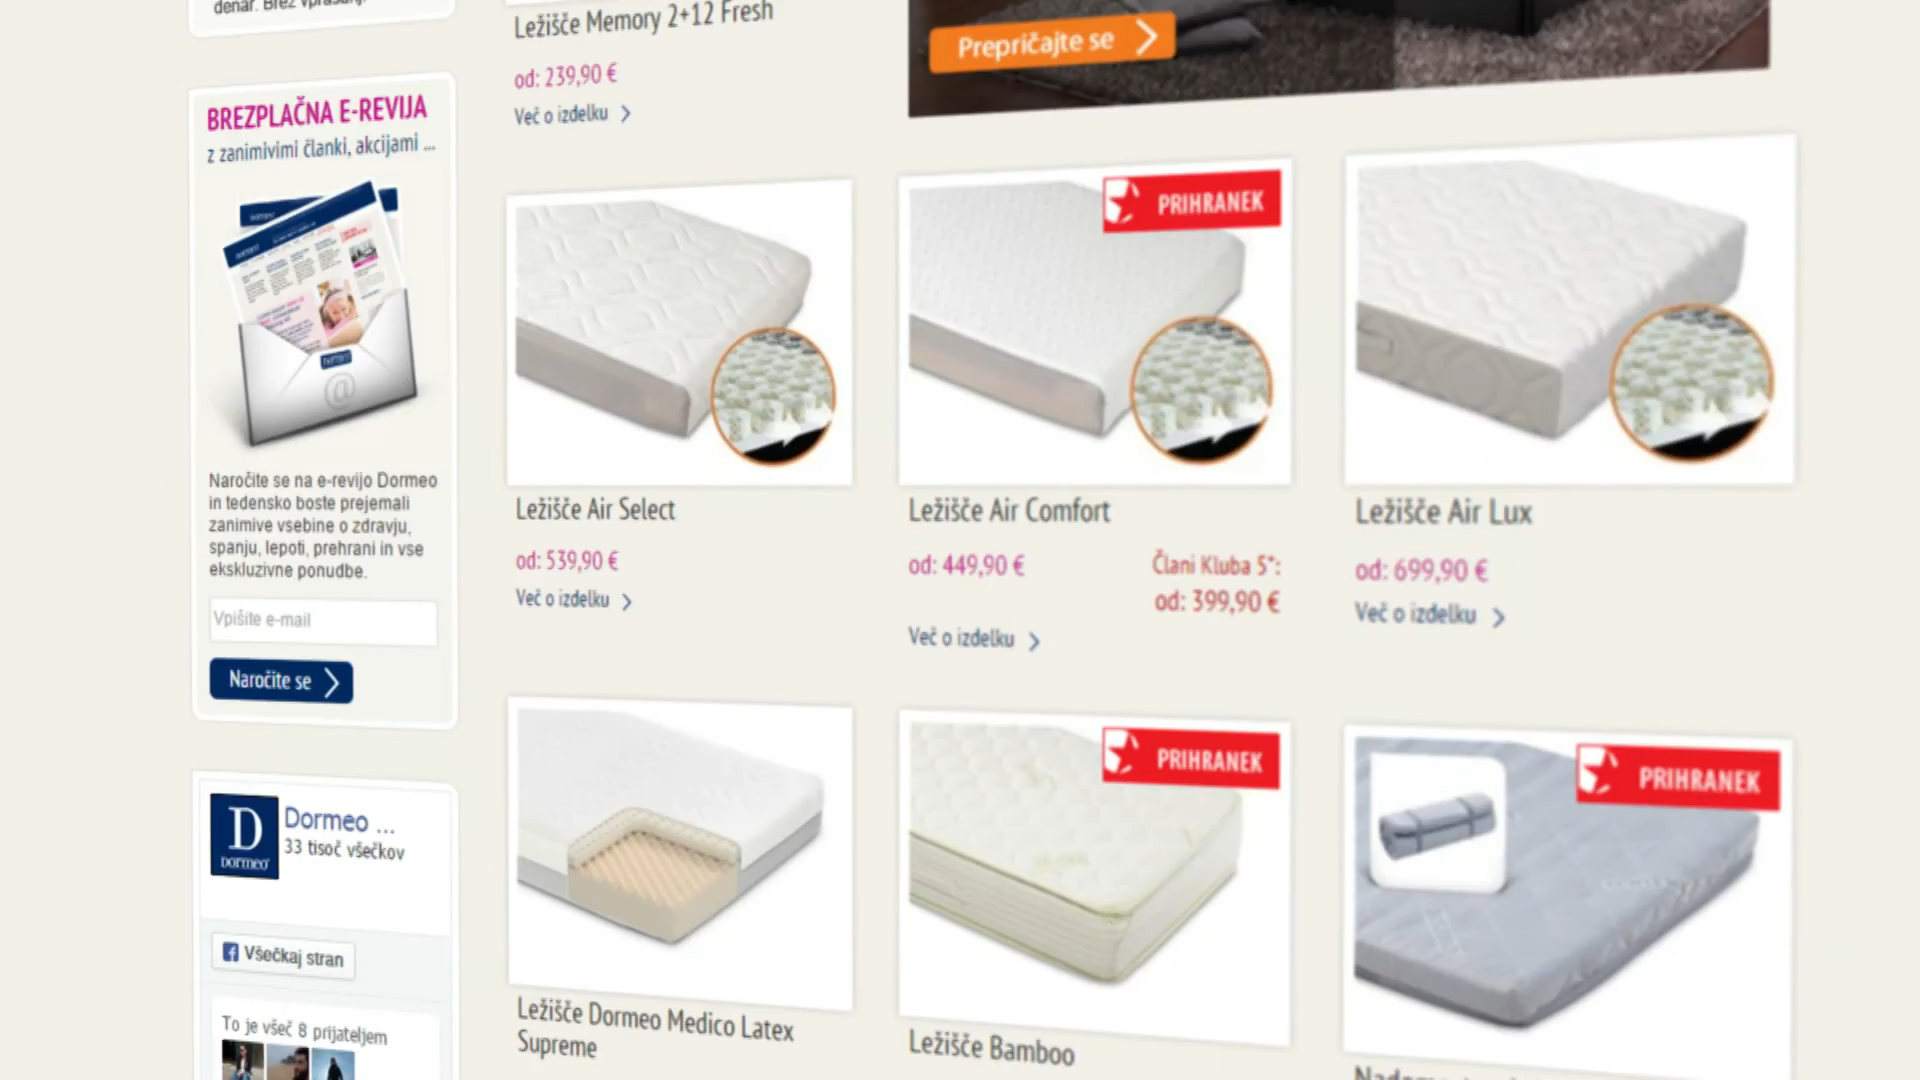 denar. Brez
BREZPLAČNA E-REVIJA
z zanimivimi članki, akcijami ...
Naročite se na e-revijo Dormeo
in tedensko boste prejemali
zanimive vsebine o zdravju,
spanju, lepoti, prehrani in vse
ekskluzivne ponudbe.
Vpišite e-mail
Naročite se
D
DORMEO
Dormeo ...
33 tisoč všečkov
Všečkaj stran
To je všeč 8 prijateljem
Ležišče Memory 2+12 Fresh
od: 239,90 €
Več o izdelku
Prepričajte se
Ležišče Air Select
od: 539,90 €
Več o izdelku
PRIHRANEK
Ležišče Air Comfort
od: 449,90 €
Člani Kluba 5*:
od: 399,90 €
Več o izdelku
Ležišče Air Lux
od: 699,90 €
Več o izdelku
Ležišče Dormeo Medico Latex
Supreme
PRIHRANEK
Ležišče Bamboo
PRIHRANEK